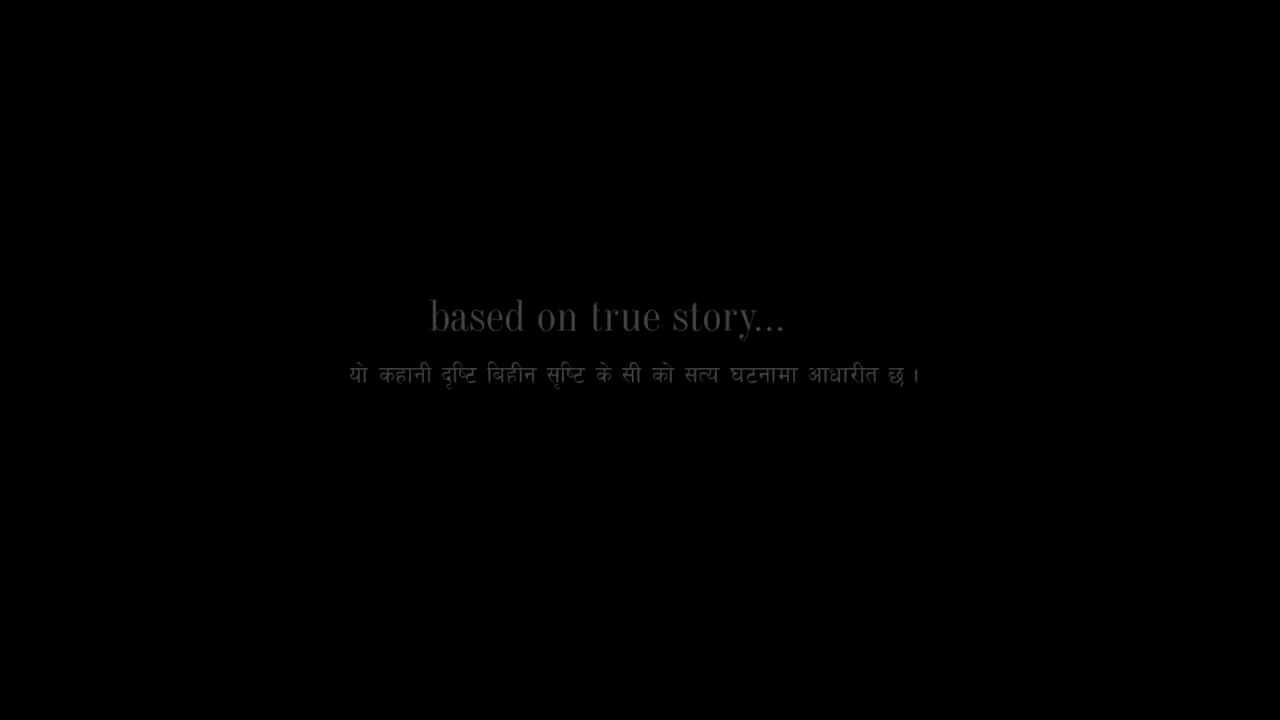 based on true story...
यो कहानी दृष्टि बिहीन सृष्टि के सी को सत्य घटनामा आधारीत छ ।